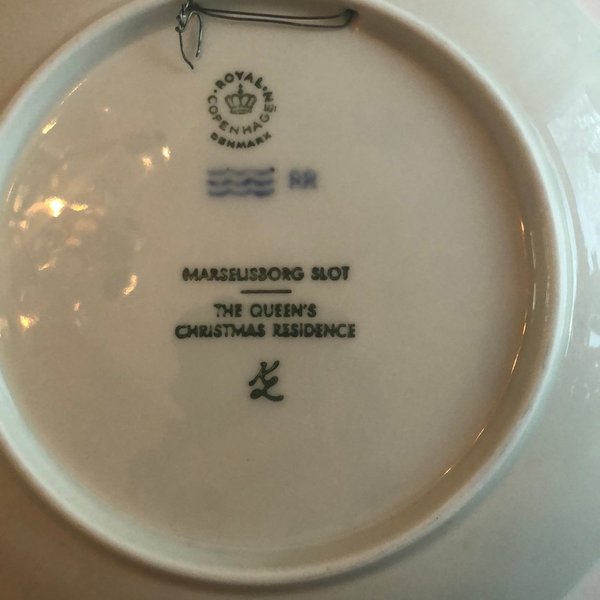 ROYAL
COPENHAGEN
DENMARK
MARSELISBORG SLOT
THE QUEEN'S
CHRISTMAS RESIDENCE